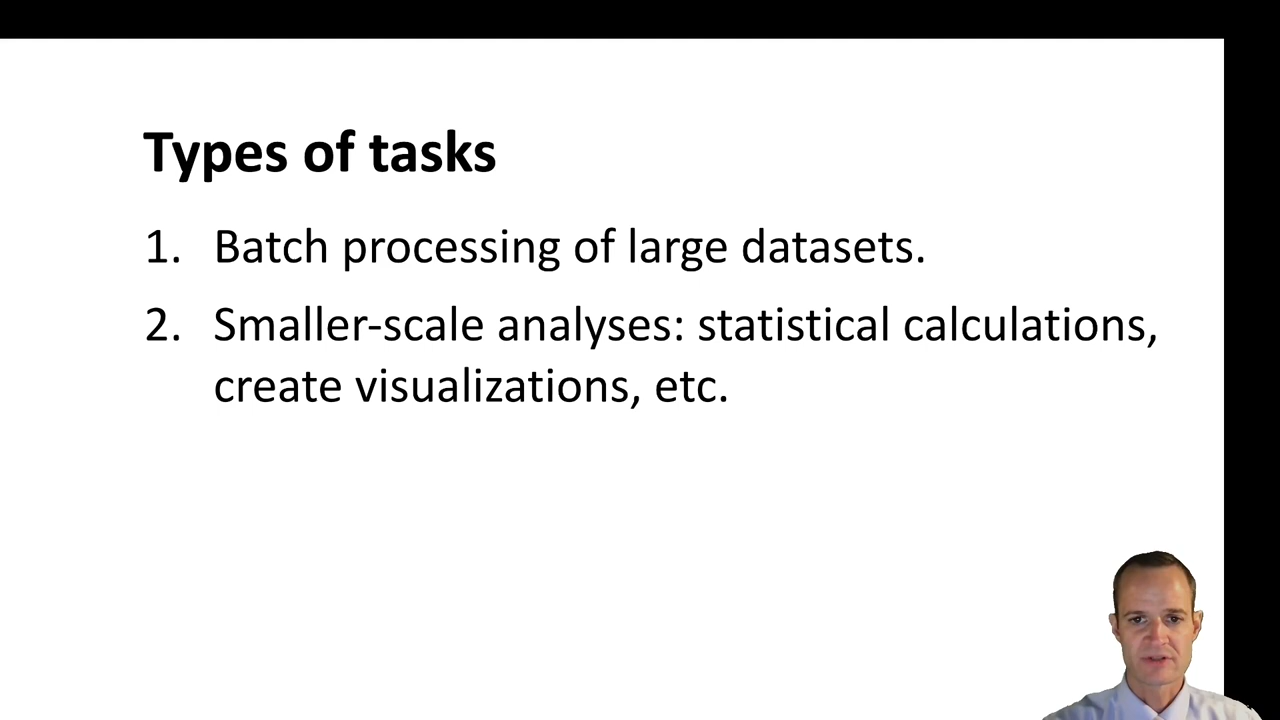 Types of tasks
1. Batch processing of large datasets.
2. Smaller-scale analyses: statistical calculations,
create visualizations, etc.